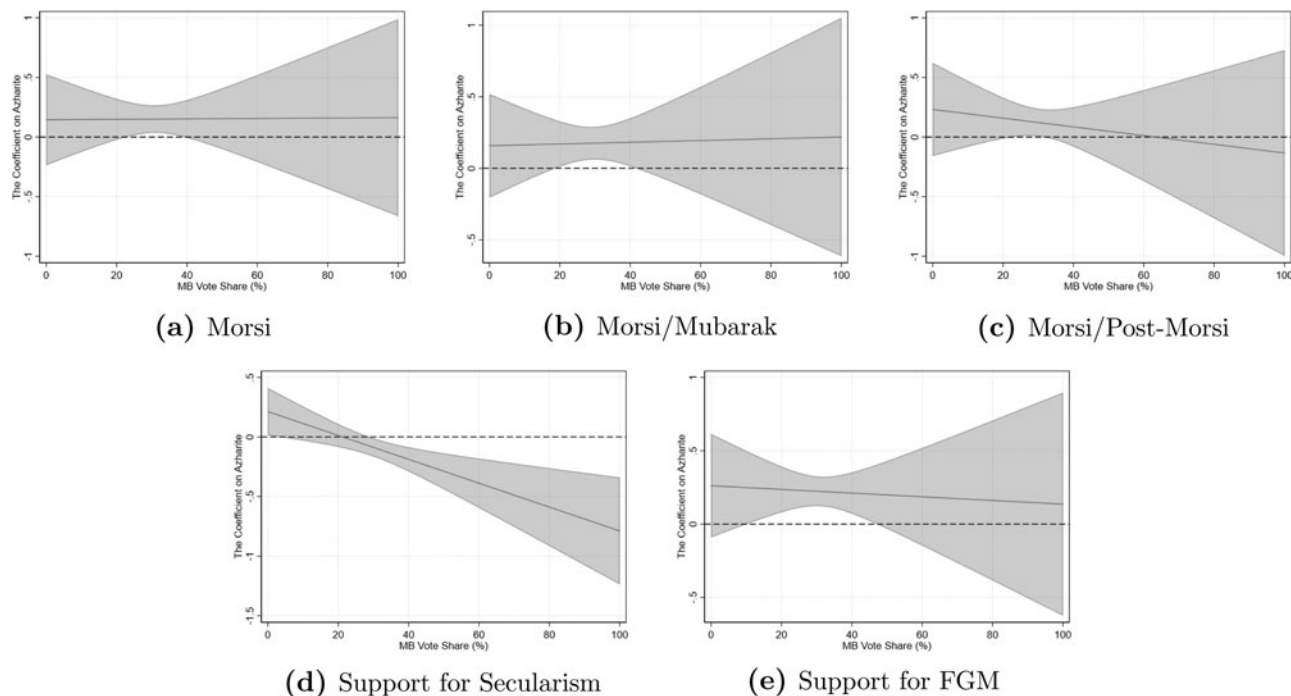 The Coefficient on Azharite
1
.5
0
-.5
-1
0 20 40 60 80 100
MB Vote Share (%)
(a) Morsi
The Coefficient on Azharite
1
.5
0
-.5
0 20 40 60 80 100
MB Vote Share (%)
(b) Morsi/Mubarak
The Coefficient on Azharite
1
.5
0
-.5
-1
0 20 40 60 80 100
MB Vote Share (%)
(c) Morsi/Post-Morsi
The Coefficient on Azharite
.5
0
-.5
-1
-1.5
0 20 40 60 80 100
MB Vote Share (%)
(d) Support for Secularism
The Coefficient on Azharite
1
.5
0
-.5
0 20 40 60 80 100
MB Vote Share (%)
(e) Support for FGM